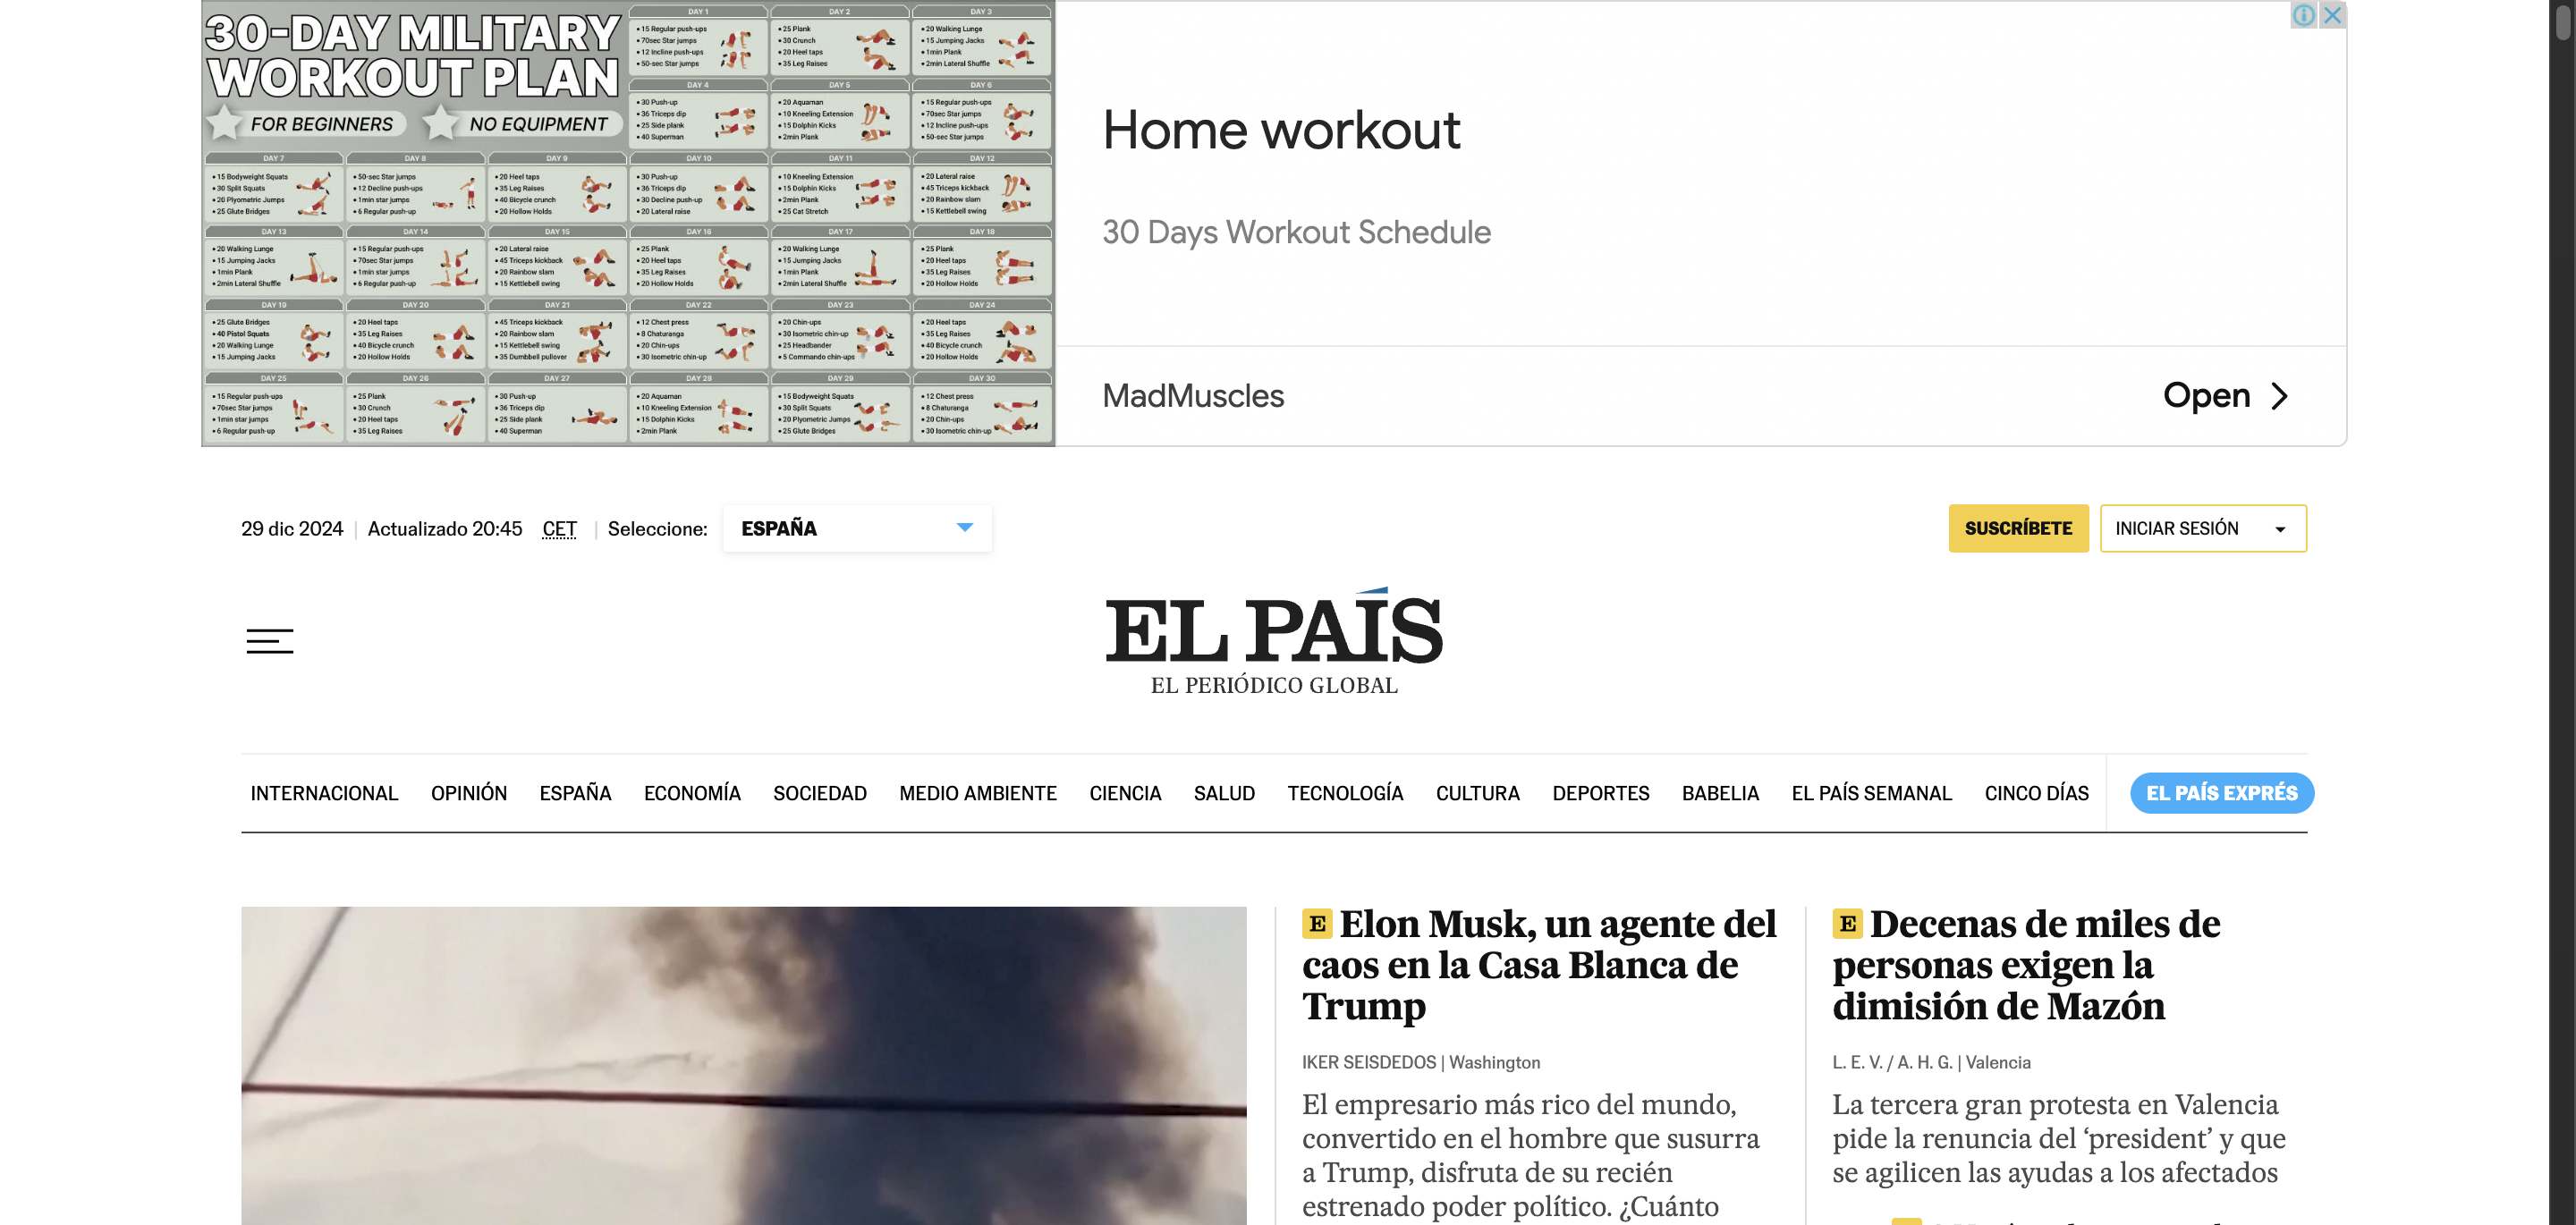 30-DAY MILITARY
WORKOUT PLAN
FOR BEGINNERS
NO EQUIPMENT
DAY 1
• 15 Regular push-ups
• 70sec Star jumps
• 12 Incline push-ups
• 50-sec Star jumps
DAY 2
• 25 Plank
• 30 Crunch
• 20 Heel taps
• 35 Leg Raises
DAY 3
• 20 Walking Lunge
• 15 Jumping Jacks
• 1min Plank
• 2min Lateral Shuffle
DAY 4
• 30 Push-up
• 36 Triceps dip
• 25 Side plank
• 40 Superman
DAY 5
• 20 Aquaman
• 10 Kneeling Extension
• 15 Dolphin Kicks
• 2min Plank
DAY 6
• 15 Regular push-ups
• 70sec Star jumps
• 12 Incline push-ups
• 50-sec Star jumps
DAY 7
• 15 Bodyweight Squats
• 30 Split Squats
• 20 Plyometric Jumps
• 25 Glute Bridges
DAY 8
• 50-sec Star jumps
• 12 Decline push-ups
• 1min star jumps
• 6 Regular push-up
DAY 9
• 20 Heel taps
• 35 Leg Raises
• 40 Bicycle crunch
• 20 Hollow Holds
DAY 10
• 30 Push-up
• 36 Triceps dip
• 30 Decline push-up
• 20 Lateral raise
DAY 11
• 10 Kneeling Extension
• 15 Dolphin Kicks
• 2min Plank
• 25 Cat Stretch
DAY 12
• 20 Lateral raise
• 45 Triceps kickback
• 20 Rainbow slam
• 15 Kettlebell swing
DAY 13
• 20 Walking Lunge
• 15 Jumping Jacks
• 1min Plank
• 2min Lateral Shuffle
DAY 14
• 15 Regular push-ups
• 70sec Star jumps
• 1min star jumps
• 6 Regular push-up
DAY 15
• 20 Lateral raise
• 45 Triceps kickback
• 20 Rainbow slam
• 15 Kettlebell swing
DAY 16
• 25 Plank
• 20 Heel taps
• 35 Leg Raises
• 20 Hollow Holds
DAY 17
• 20 Walking Lunge
• 15 Jumping Jacks
• 1min Plank
• 2min Lateral Shuffle
DAY 18
• 25 Plank
• 20 Heel taps
• 35 Leg Raises
• 20 Hollow Holds
DAY 19
• 25 Glute Bridges
• 40 Pistol Squats
• 20 Walking Lunge
• 15 Jumping Jacks
DAY 20
• 20 Heel taps
• 35 Leg Raises
• 40 Bicycle crunch
• 20 Hollow Holds
DAY 21
• 45 Triceps kickback
• 20 Rainbow slam
• 15 Kettlebell swing
• 35 Dumbbell pullover
DAY 22
• 12 Chest press
• 8 Chaturanga
• 20 Chin-ups
• 30 Isometric chin-up
DAY 23
• 20 Chin-ups
• 30 Isometric chin-up
• 25 Headbander
• 5 Commando chin-ups
DAY 24
• 20 Heel taps
• 35 Leg Raises
• 40 Bicycle crunch
• 20 Hollow Holds
DAY 25
• 15 Regular push-ups
• 70sec Star jumps
• 1min star jumps
• 6 Regular push-up
DAY 26
• 25 Plank
• 30 Crunch
• 20 Heel taps
• 35 Leg Raises
DAY 27
• 30 Push-up
• 36 Triceps dip
• 25 Side plank
• 40 Superman
DAY 28
• 20 Aquaman
• 10 Kneeling Extension
• 15 Dolphin Kicks
• 2min Plank
DAY 29
• 15 Bodyweight Squats
• 30 Split Squats
• 20 Plyometric Jumps
• 25 Glute Bridges
DAY 30
• 12 Chest press
• 8 Chaturanga
• 20 Chin-ups
• 30 Isometric chin-up
Home workout
30 Days Workout Schedule
MadMuscles
Open
29 dic 2024 | Actualizado 20:45 CET | Seleccione: ESPAÑA
SUSCRÍBETE
INICIAR SESIÓN
EL PAÍS
EL PERIÓDICO GLOBAL
INTERNACIONAL OPINIÓN ESPAÑA ECONOMÍA SOCIEDAD MEDIO AMBIENTE CIENCIA SALUD TECNOLOGÍA CULTURA DEPORTES BABELIA EL PAÍS SEMANAL CINCO DÍAS EL PAÍS EXPRÉS
E Elon Musk, un agente del
caos en la Casa Blanca de
Trump
IKER SEISDEDOS | Washington
El empresario más rico del mundo,
convertido en el hombre que susurra
a Trump, disfruta de su recién
estrenado poder político. ¿Cuánto
E Decenas de miles de
personas exigen la
dimisión de Mazón
L. E. V. / A. H. G. | Valencia
La tercera gran protesta en Valencia
pide la renuncia del ‘president’ y que
se agilicen las ayudas a los afectados